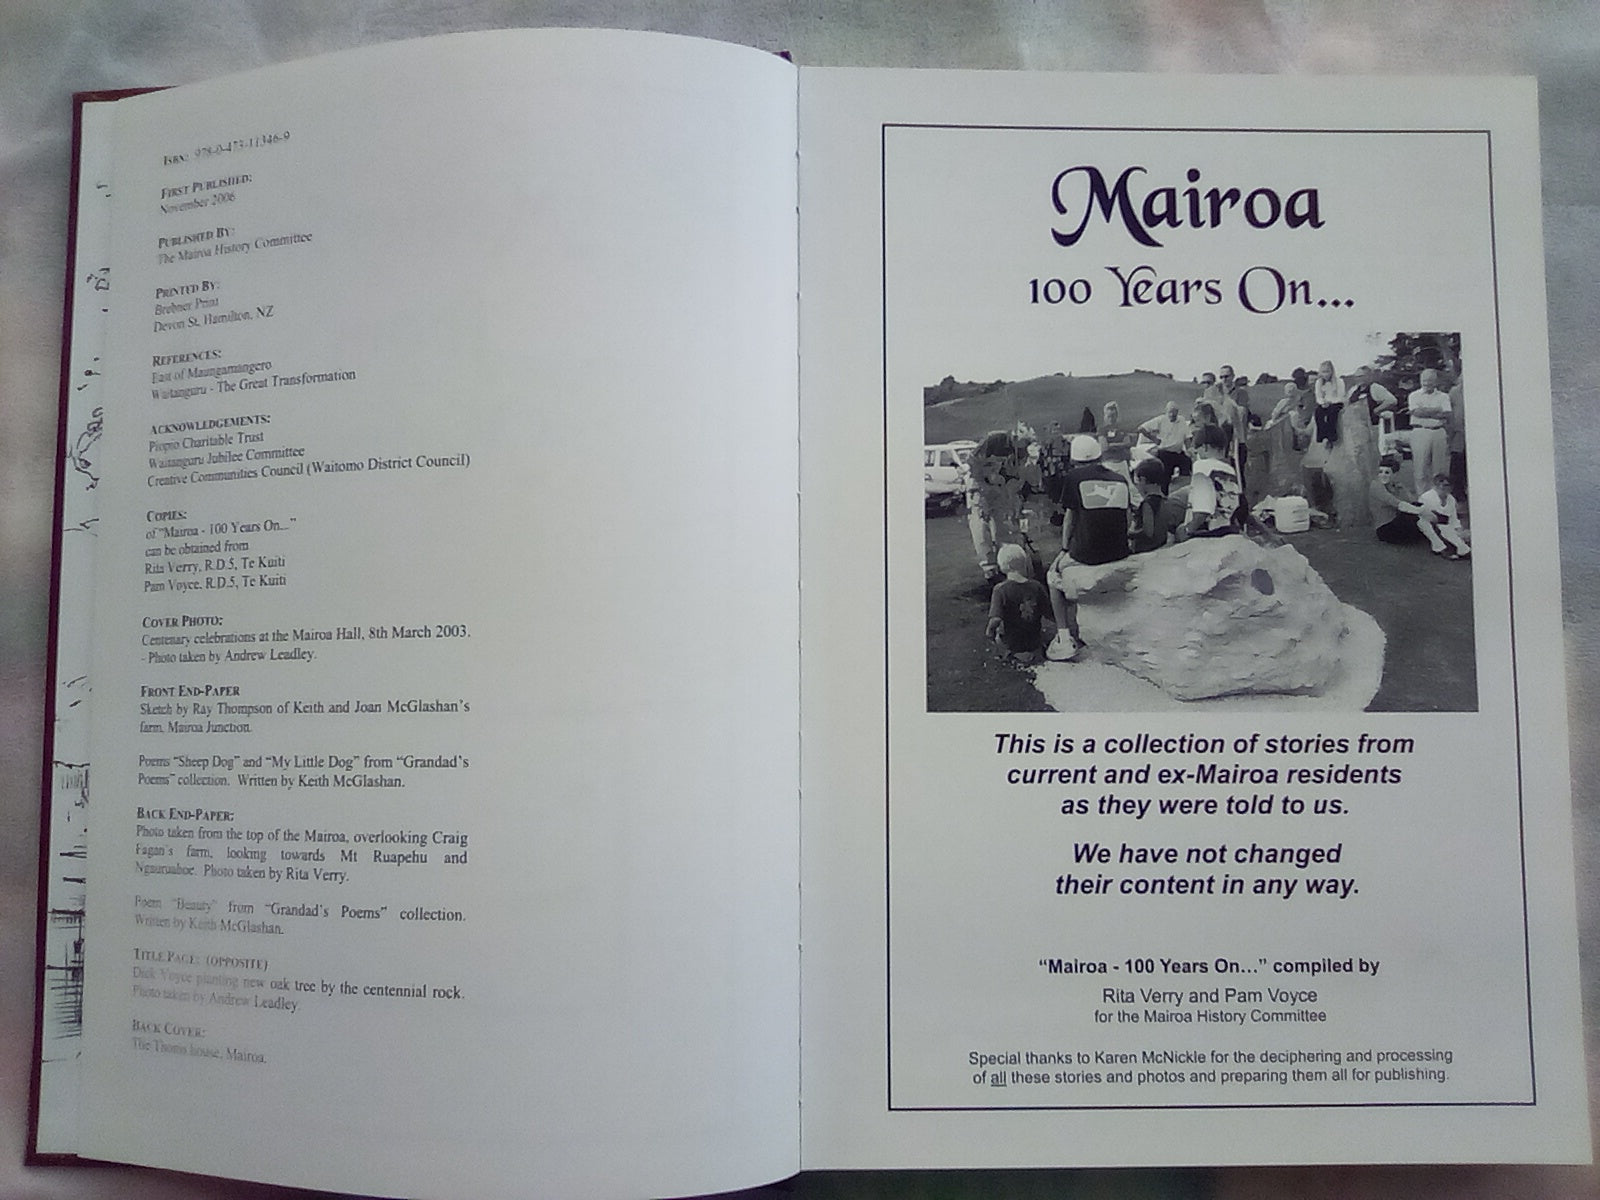 ISBN: 978-0-473-11346-9
FIRST PUBLISHED:
November 2006
PUBLISHED BY:
The Mairoa History Committee
PRINTED BY:
Brebner Print
Devon St, Hamilton, NZ
REFERENCES:
East of Maungamangero
Waitanguru - The Great Transformation
ACKNOWLEDGEMENTS:
Piopio Charitable Trust
Waitanguru Jubilee Committee
Creative Communities Council (Waitomo District Council)
COPIES:
of "Mairoa - 100 Years On..."
can be obtained from
Rita Verry, R.D.5, Te Kuiti
Pam Voyce, R.D.5, Te Kuiti
COVER PHOTO:
Centenary celebrations at the Mairoa Hall, 8th March 2003.
- Photo taken by Andrew Leadley.
FRONT END-PAPER
Sketch by Ray Thompson of Keith and Joan McGlashan's
farm, Mairoa Junction.
Poems "Sheep Dog" and "My Little Dog" from "Grandad's
Poems" collection. Written by Keith McGlashan.
BACK END-PAPER:
Photo taken from the top of the Mairoa, overlooking Craig
Fagan's farm, looking towards Mt Ruapehu and
Ngauruahoe. Photo taken by Rita Verry.
Poem "Beauty" from "Grandad's Poems" collection.
Written by Keith McGlashan.
TITLE PAGE: (OPPOSITE)
Dick Voyce planting new oak tree by the centennial rock.
Photo taken by Andrew Leadley.
BACK COVER:
The Thoms house, Mairoa.
Mairoa
100 Years On...
This is a collection of stories from
current and ex-Mairoa residents
as they were told to us.
We have not changed
their content in any way.
"Mairoa - 100 Years On..." compiled by
Rita Verry and Pam Voyce
for the Mairoa History Committee
Special thanks to Karen McNickle for the deciphering and processing
of all these stories and photos and preparing them all for publishing.